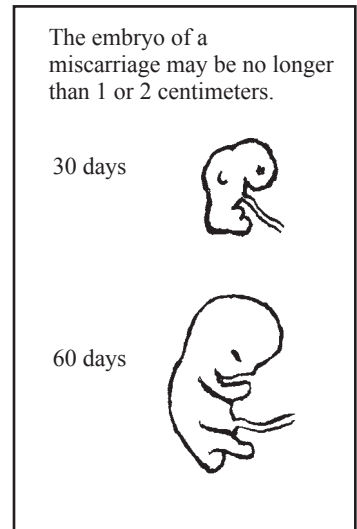 The embryo of a
miscarriage may be no longer
than 1 or 2 centimeters.
30 days
60 days